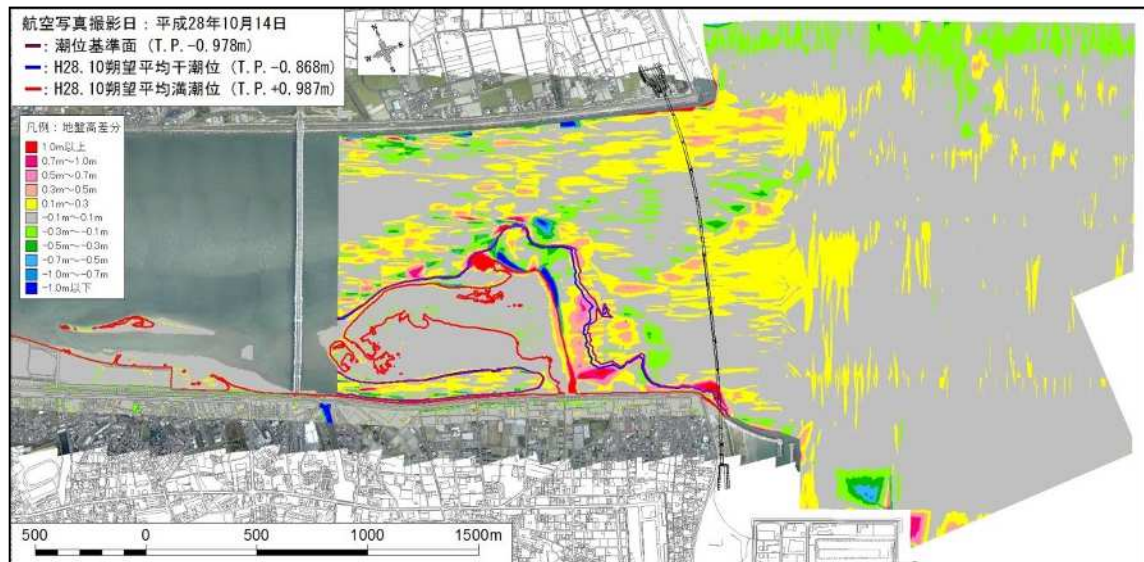 航空写真撮影日：平成28年10月14日
━：潮位基準面（T.P.-0.978m）
━：H28.10朔望平均干潮位（T.P.-0.868m）
━：H28.10朔望平均満潮位（T.P.+0.987m）
凡例：地盤高差分
1.0m以上
0.7m～1.0m
0.5m～0.7m
0.3m～0.5m
0.1m～0.3
-0.1m～0.1m
-0.3m～-0.1m
-0.5m～-0.3m
-0.7m～-0.5m
-1.0m～-0.7m
-1.0m以下
500 0 500 1000 1500m